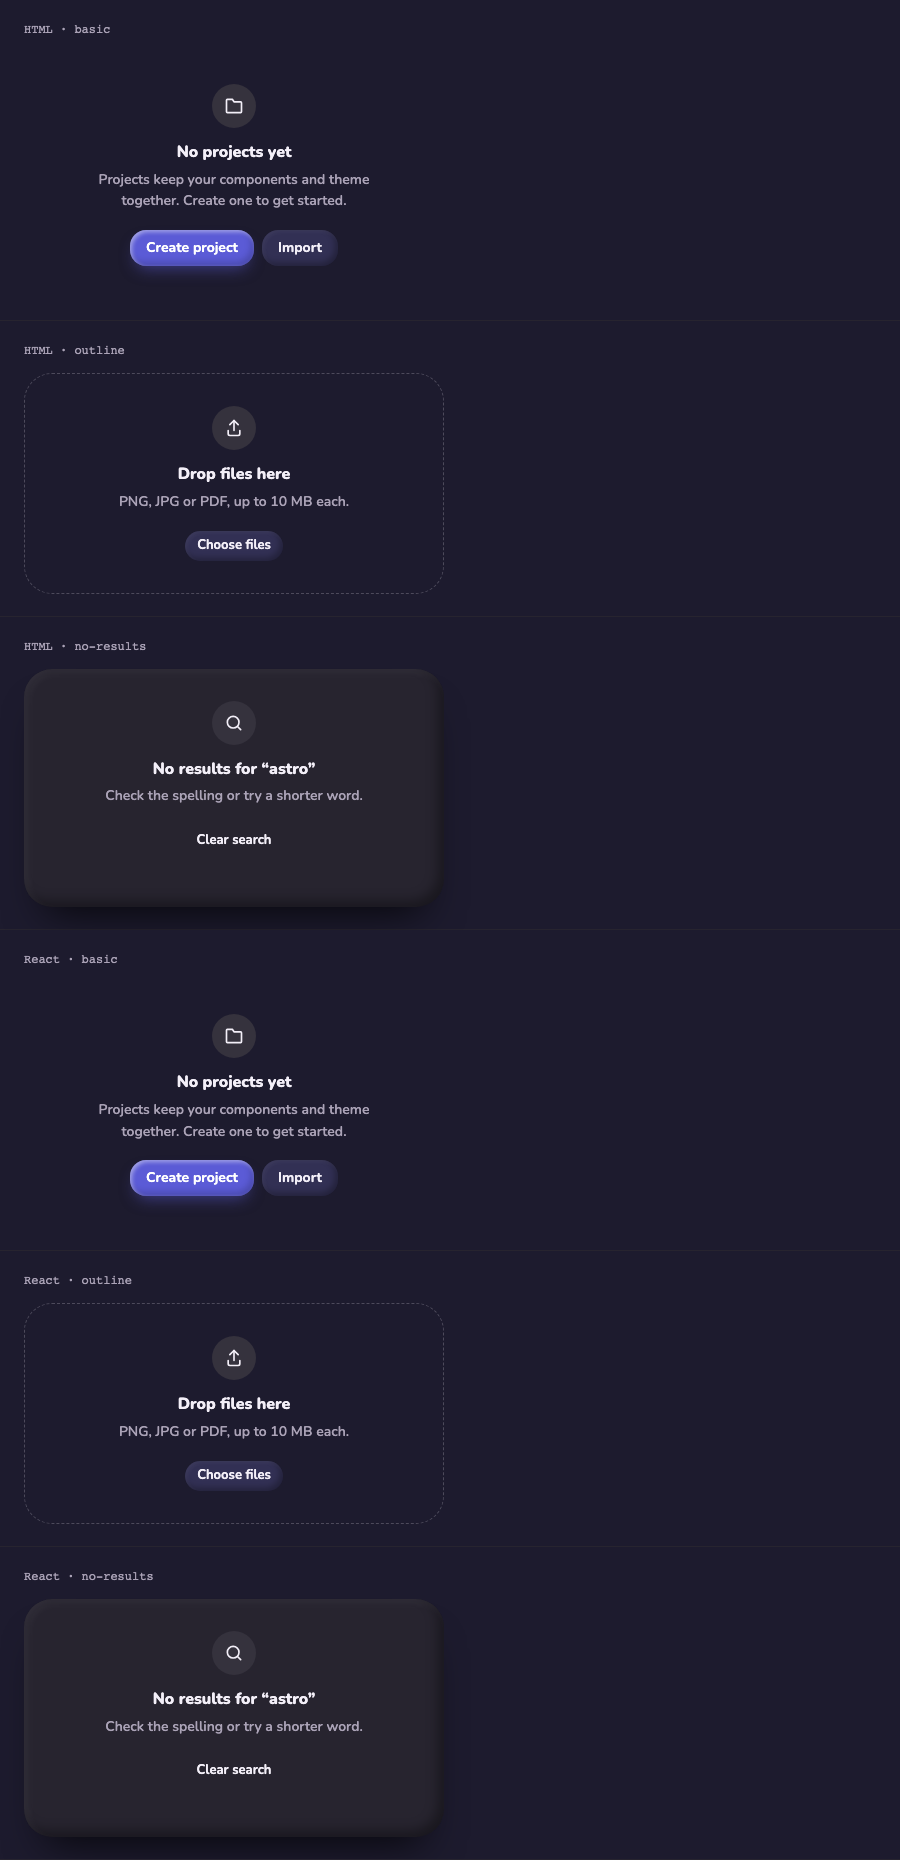 HTML · basic
No projects yet
Projects keep your components and theme
together. Create one to get started.
Create project Import
HTML · outline
Drop files here
PNG, JPG or PDF, up to 10 MB each.
Choose files
HTML · no-results
No results for “astro”
Check the spelling or try a shorter word.
Clear search
React · basic
No projects yet
Projects keep your components and theme
together. Create one to get started.
Create project Import
React · outline
Drop files here
PNG, JPG or PDF, up to 10 MB each.
Choose files
React · no-results
No results for “astro”
Check the spelling or try a shorter word.
Clear search